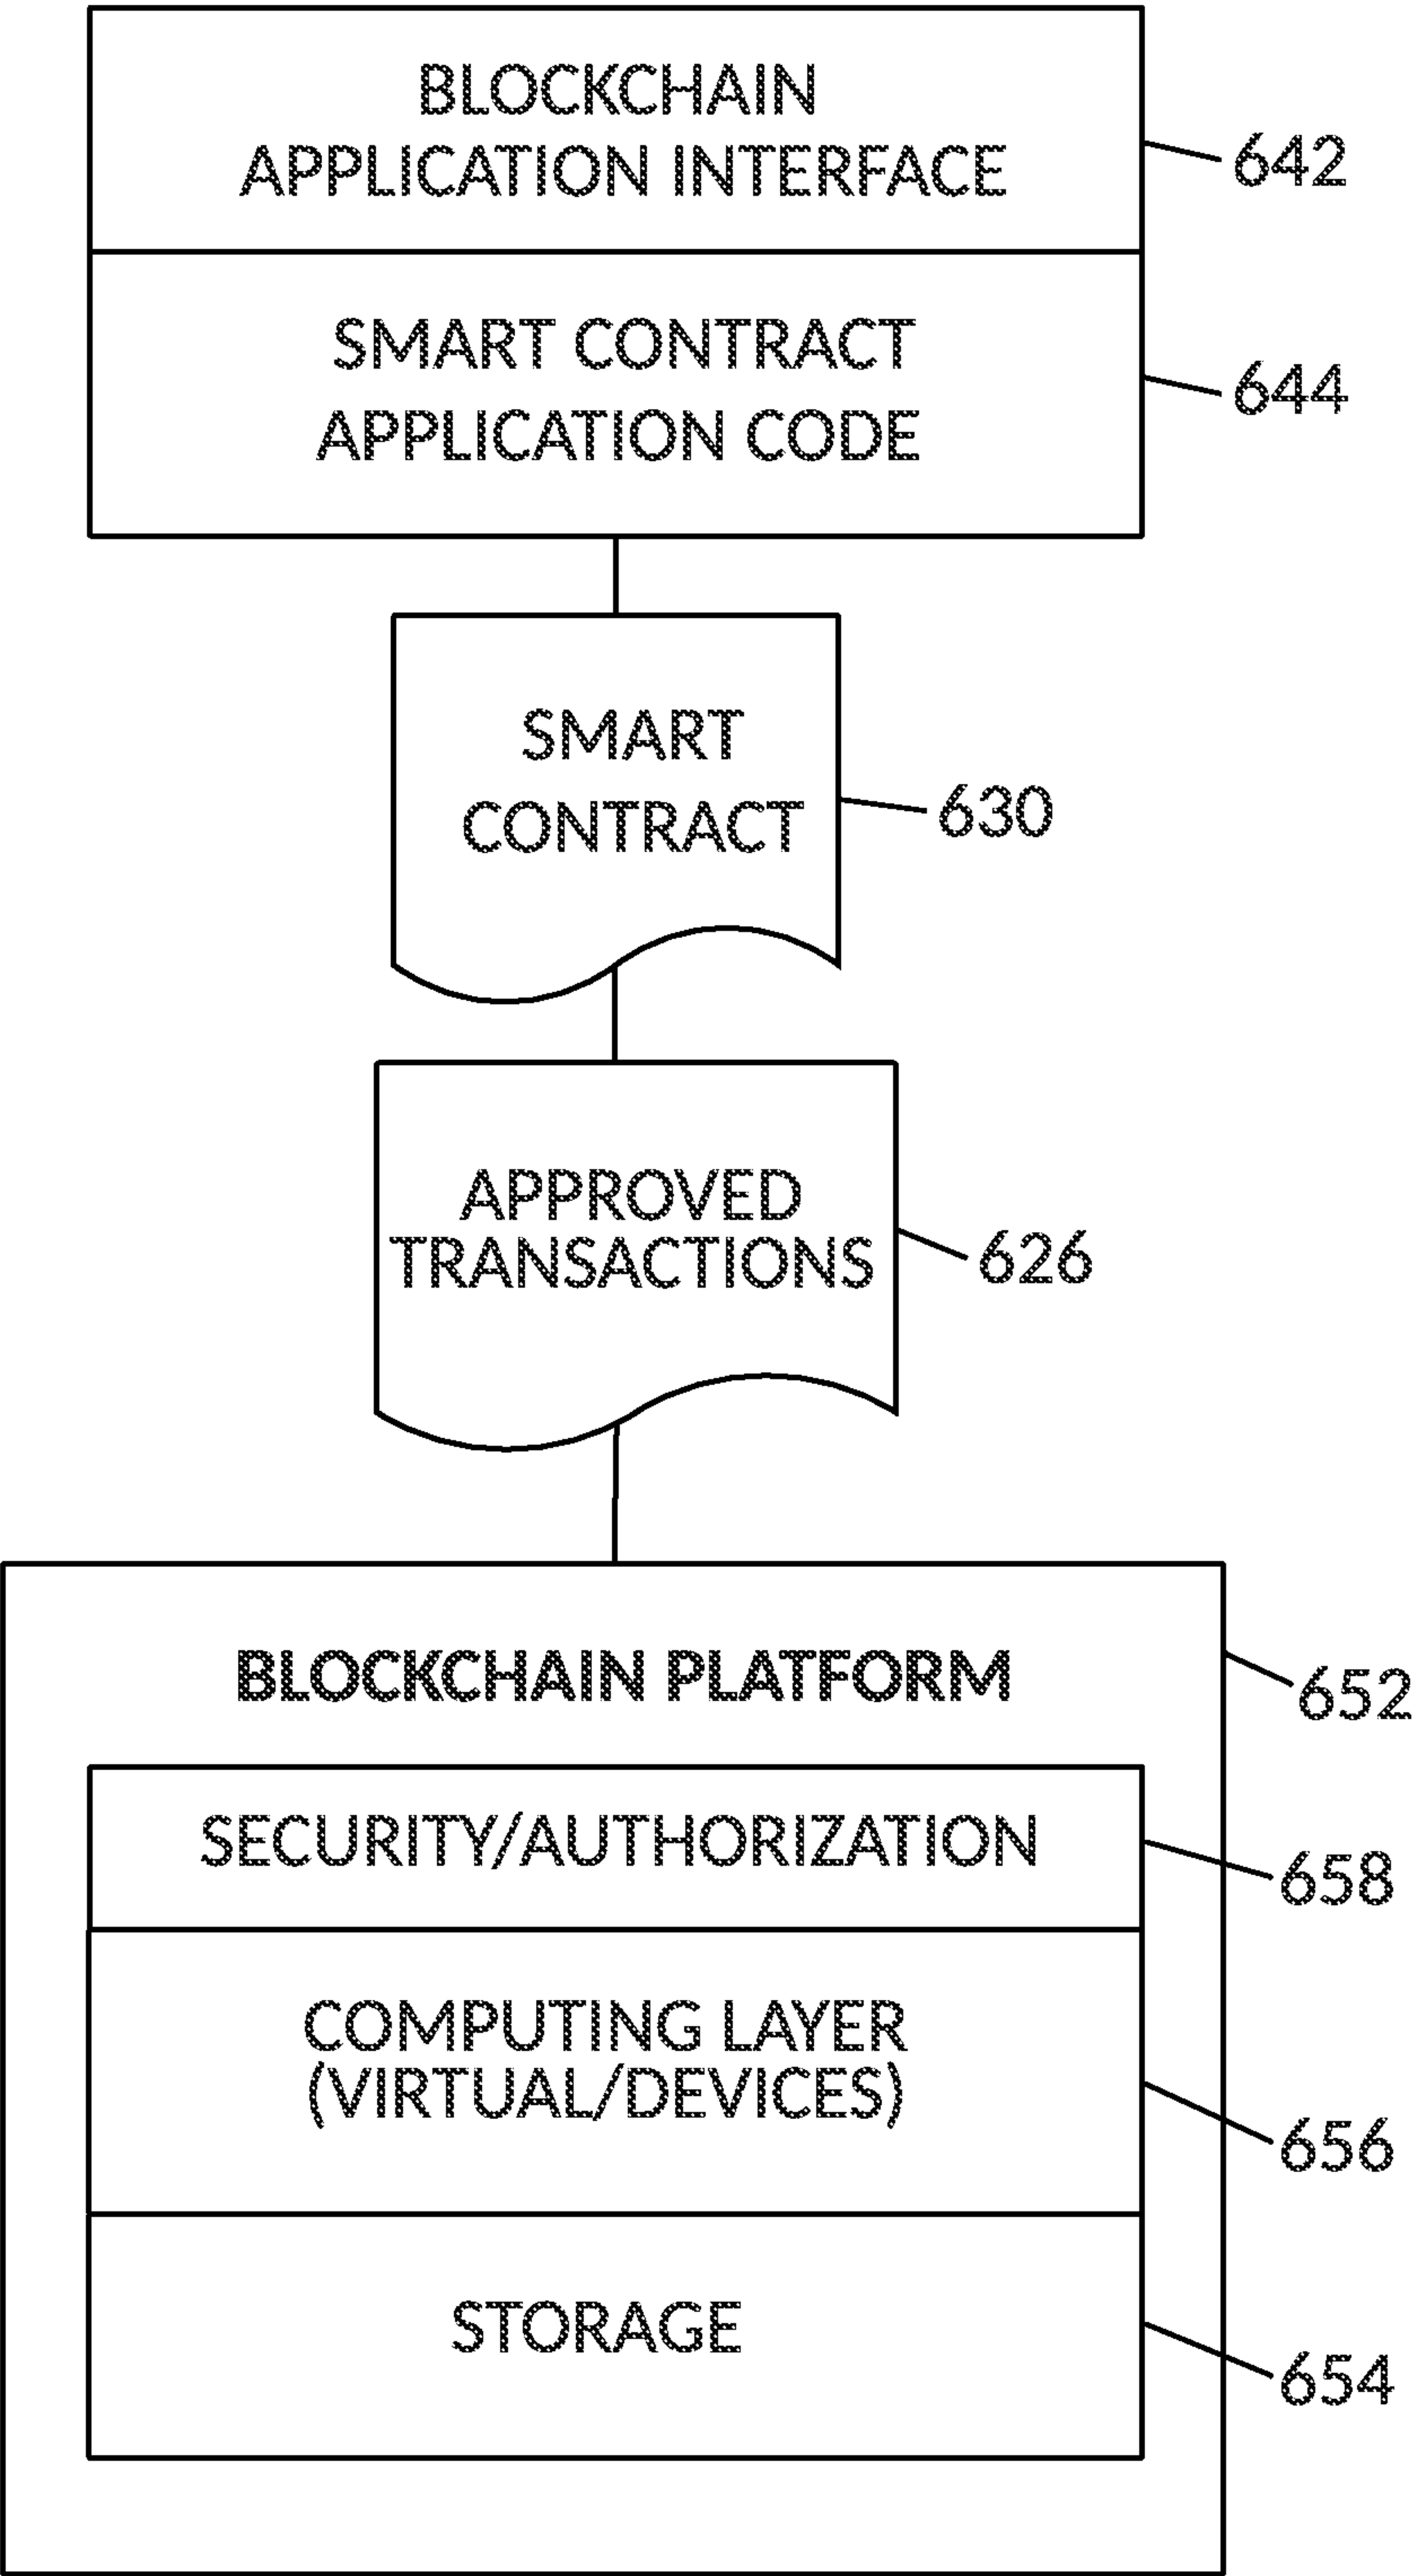 BLOCKCHAIN
APPLICATION INTERFACE
642
SMART CONTRACT
APPLICATION CODE
644
SMART
CONTRACT
630
APPROVED
TRANSACTIONS
626
BLOCKCHAIN PLATFORM
652
SECURITY/AUTHORIZATION
658
COMPUTING LAYER
(VIRTUAL/DEVICES)
656
STORAGE
654